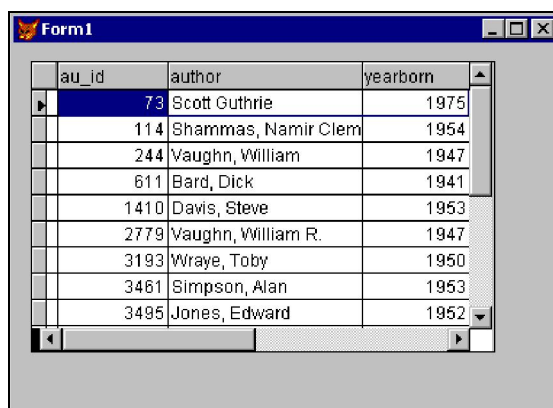 Form1
au_id author yearborn
73 Scott Guthrie 1975
114 Shammas, Namir Clem 1954
244 Vaughn, William 1947
611 Bard, Dick 1941
1410 Davis, Steve 1953
2779 Vaughn, William R. 1947
3193 Wraye, Toby 1950
3461 Simpson, Alan 1953
3495 Jones, Edward 1952